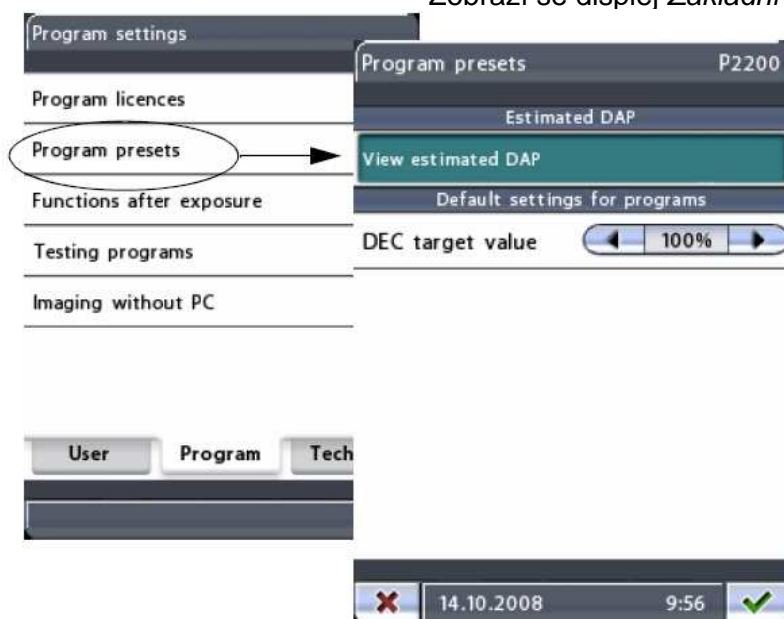 Zobrazí se displej Základní
Program settings
Program licences
Program presets
Functions after exposure
Testing programs
Imaging without PC
User Program Tech
Program presets P2200
Estimated DAP
View estimated DAP
Default settings for programs
DEC target value 100%
14.10.2008 9:56